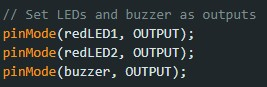 // Set LEDs and buzzer as outputs
pinMode(redLED1, OUTPUT);
pinMode(redLED2, OUTPUT);
pinMode(buzzer, OUTPUT);